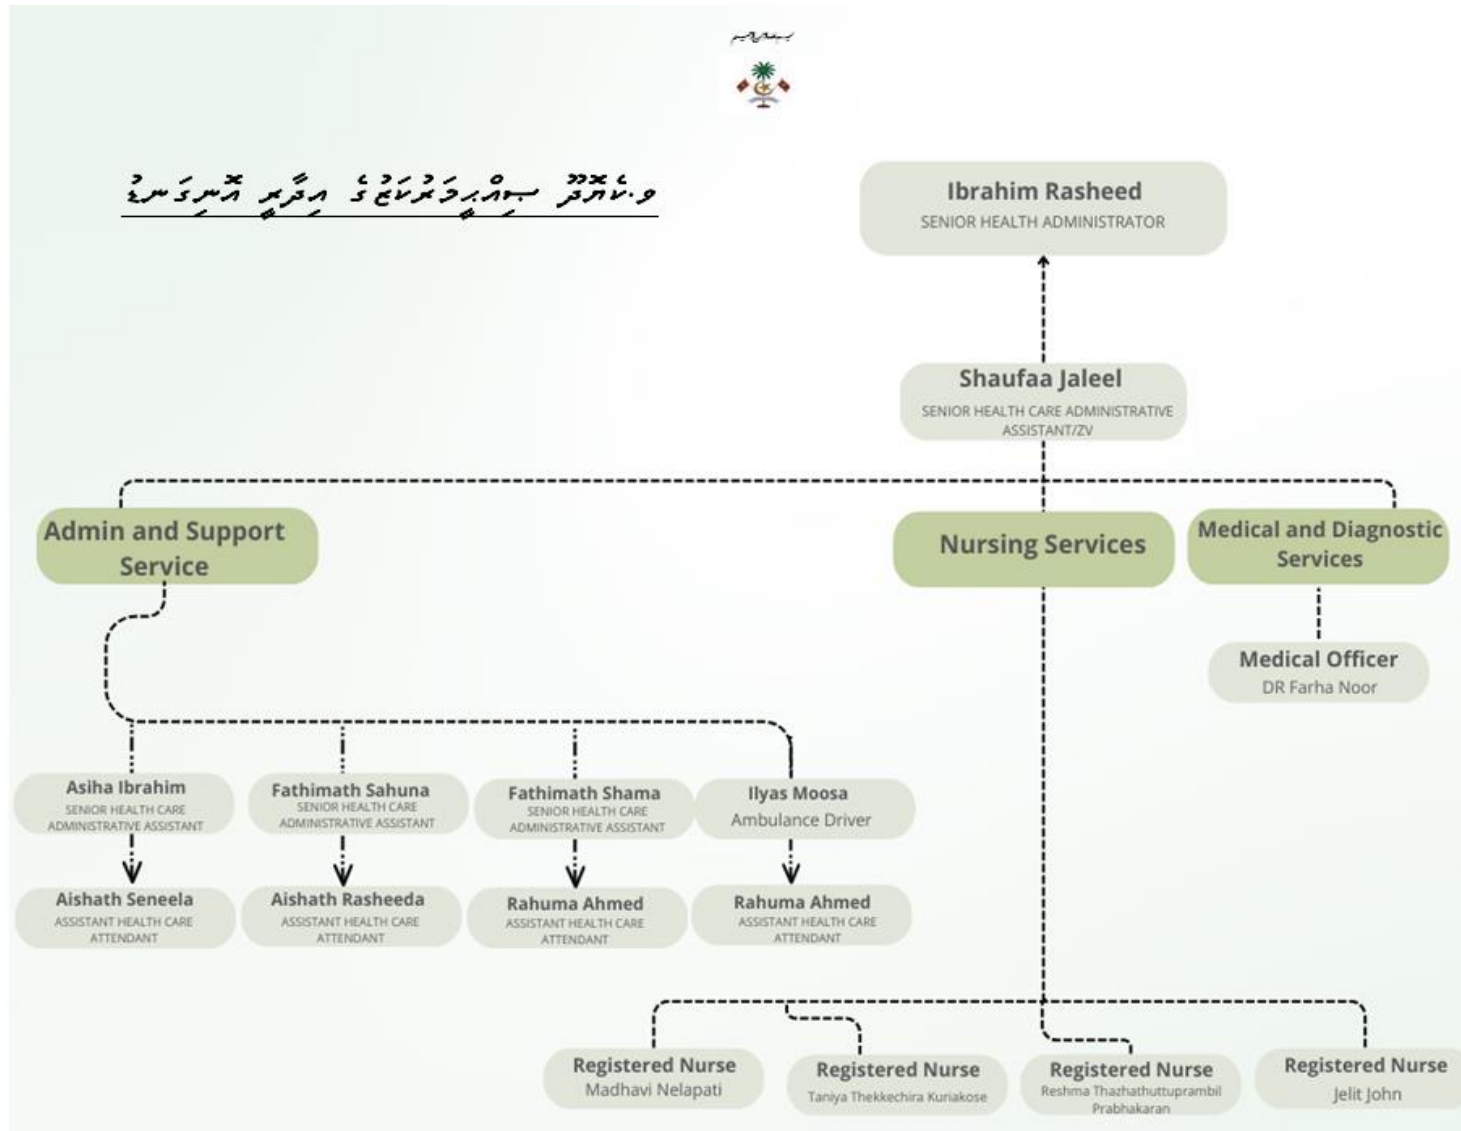 ވ.ކެޔޮދޫ ޞިއްޙީމަރުކަޒުގެ އިދާރީ އޮނިގަނޑު
Ibrahim Rasheed
SENIOR HEALTH ADMINISTRATOR
Shaufaa Jaleel
SENIOR HEALTH CARE ADMINISTRATIVE
ASSISTANT/ZV
Admin and Support
Service
Nursing Services
Medical and Diagnostic
Services
Medical Officer
DR Farha Noor
Asiha Ibrahim
SENIOR HEALTH CARE
ADMINISTRATIVE ASSISTANT
Fathimath Sahuna
SENIOR HEALTH CARE
ADMINISTRATIVE ASSISTANT
Fathimath Shama
SENIOR HEALTH CARE
ADMINISTRATIVE ASSISTANT
Ilyas Moosa
Ambulance Driver
Aishath Seneela
ASSISTANT HEALTH CARE
ATTENDANT
Aishath Rasheeda
ASSISTANT HEALTH CARE
ATTENDANT
Rahuma Ahmed
ASSISTANT HEALTH CARE
ATTENDANT
Rahuma Ahmed
ASSISTANT HEALTH CARE
ATTENDANT
Registered Nurse
Madhavi Nelapati
Registered Nurse
Taniya Thekkechira Kuriakose
Registered Nurse
Reshma Thazhathuttuprambil
Prabhakaran
Registered Nurse
Jelit John